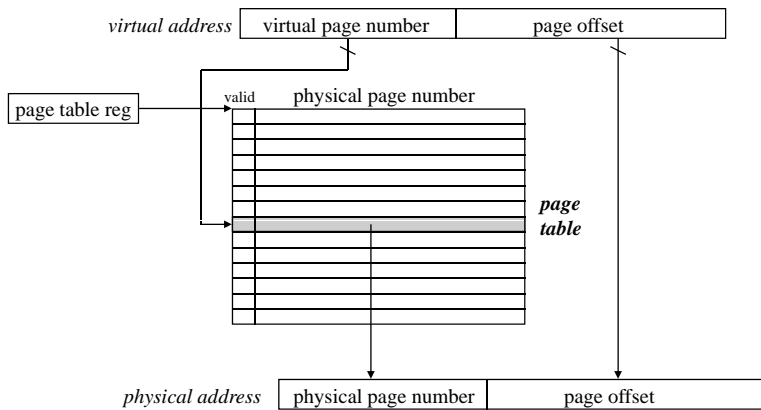 virtual address virtual page number page offset
valid physical page number
page table reg
page
table
physical address physical page number page offset